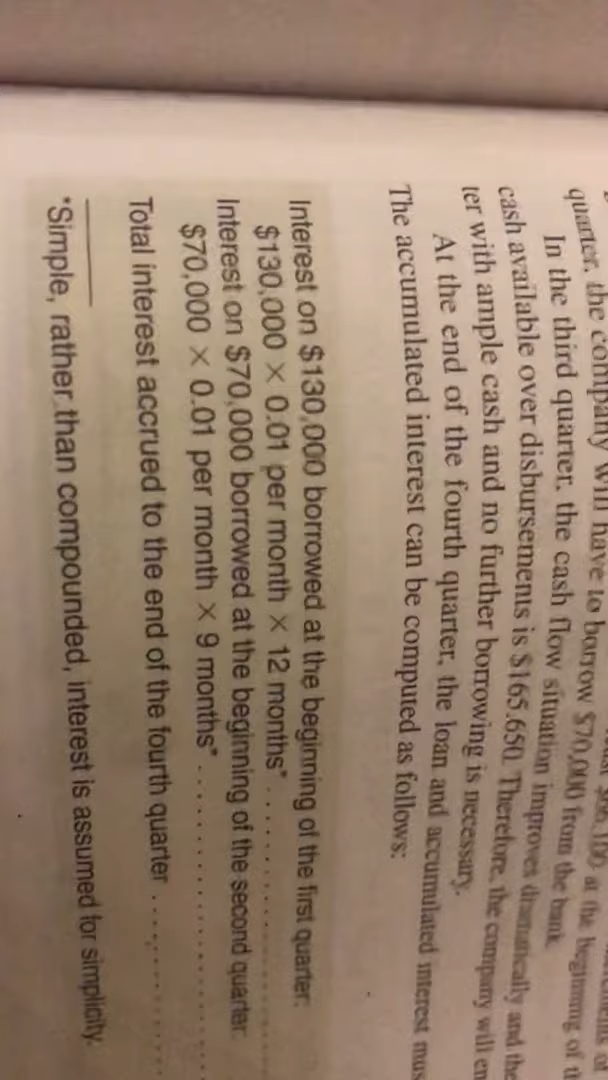 quarter, the company will have to borrow $70,000 from the bank
In the third quarter, the cash flow situation improves dramatically and the
cash available over disbursements is $165,650. Therefore, the company will en
ter with ample cash and no further borrowing is necessary.
At the end of the fourth quarter, the loan and accumulated interest mus
The accumulated interest can be computed as follows:
Interest on $130,000 borrowed at the beginning of the first quarter:
$130,000 × 0.01 per month × 12 months* . . . . . . . . . . . .
Interest on $70,000 borrowed at the beginning of the second quarter:
$70,000 × 0.01 per month × 9 months* . . . . . . . . . . . . . .
Total interest accrued to the end of the fourth quarter . . . . . . . .
*Simple, rather than compounded, interest is assumed for simplicity.